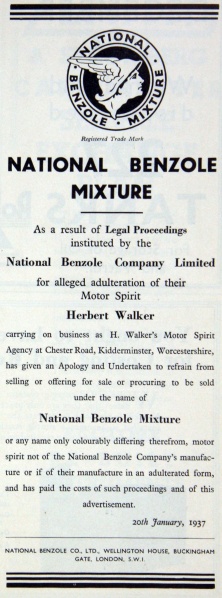 NATIONAL
BENZOLE · MIXTURE
Registered Trade Mark
NATIONAL BENZOLE
MIXTURE
As a result of Legal Proceedings
instituted by the
National Benzole Company Limited
for alleged adulteration of their
Motor Spirit
Herbert Walker
carrying on business as H. Walker's Motor Spirit
Agency at Chester Road, Kidderminster, Worcestershire,
has given an Apology and Undertaking to refrain from
selling or offering for sale or procuring to be sold
under the name of
National Benzole Mixture
or any name only colourably differing therefrom, motor
spirit not of the National Benzole Company's manufac-
ture or if of their manufacture in an adulterated form,
and has paid the costs of such proceedings and of this
advertisement.
20th January, 1937
NATIONAL BENZOLE CO., LTD., WELLINGTON HOUSE, BUCKINGHAM
GATE, LONDON, S.W.1.